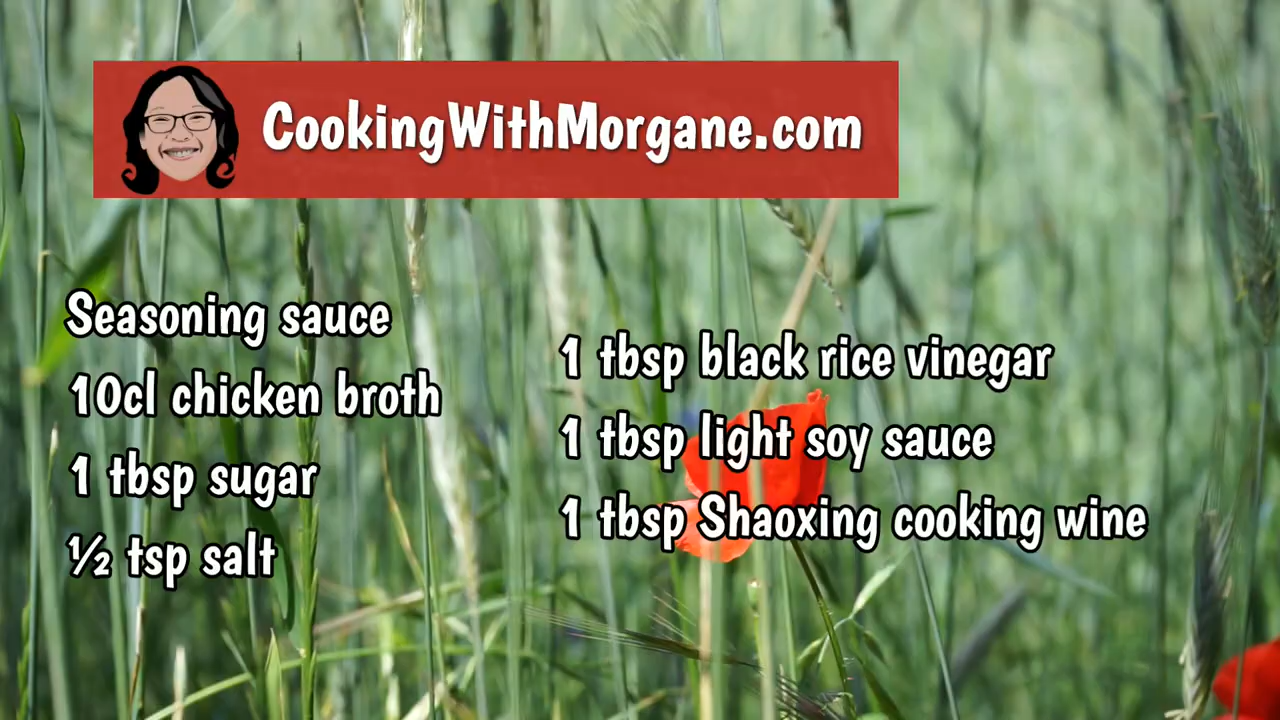 CookingWithMorgane.com
Seasoning sauce
10cl chicken broth
1 tbsp sugar
½ tsp salt
1 tbsp black rice vinegar
1 tbsp light soy sauce
1 tbsp Shaoxing cooking wine